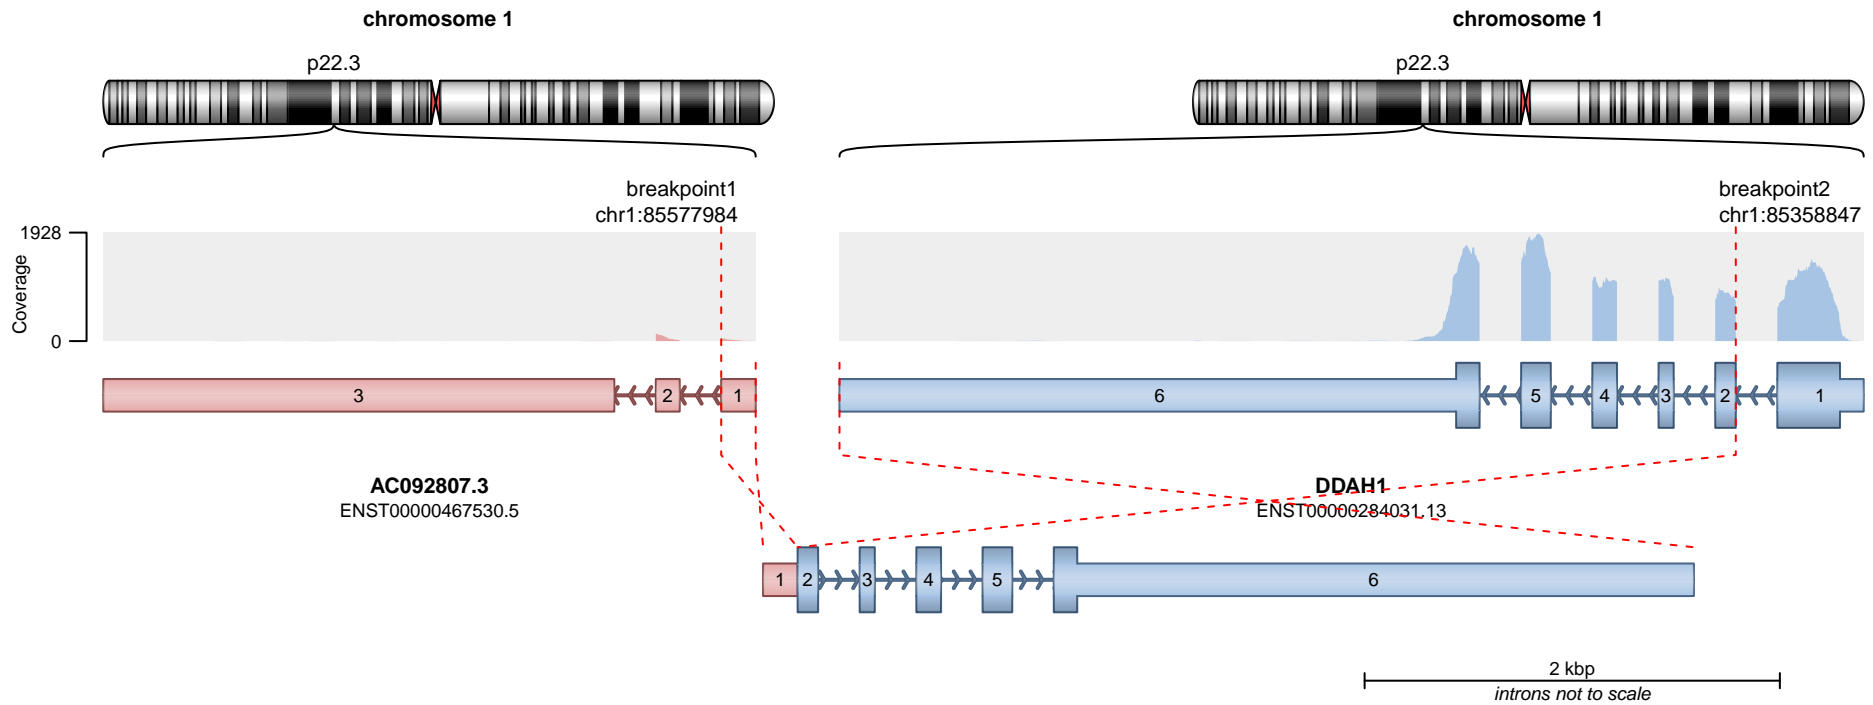 chromosome 1
chromosome 1
p22.3
p22.3
breakpoint1
chr1:85577984
breakpoint2
chr1:85358847
1928
Coverage
0
3
2
1
6
5
4
3
2
1
AC092807.3
ENST00000467530.5
DDAH1
ENST00000284031.13
1
2
3
4
5
6
2 kbp
introns not to scale